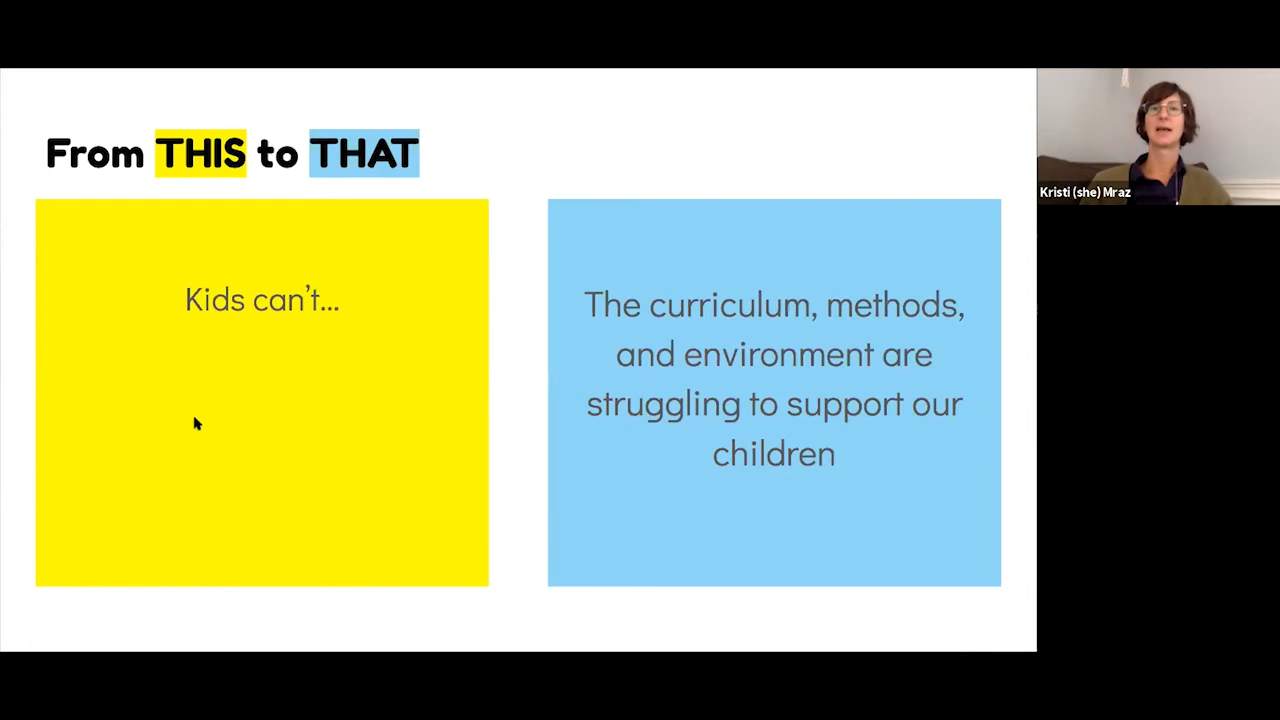 From THIS to THAT
Kids can’t...
The curriculum, methods,
and environment are
struggling to support our
children
Kristi (she) Mraz